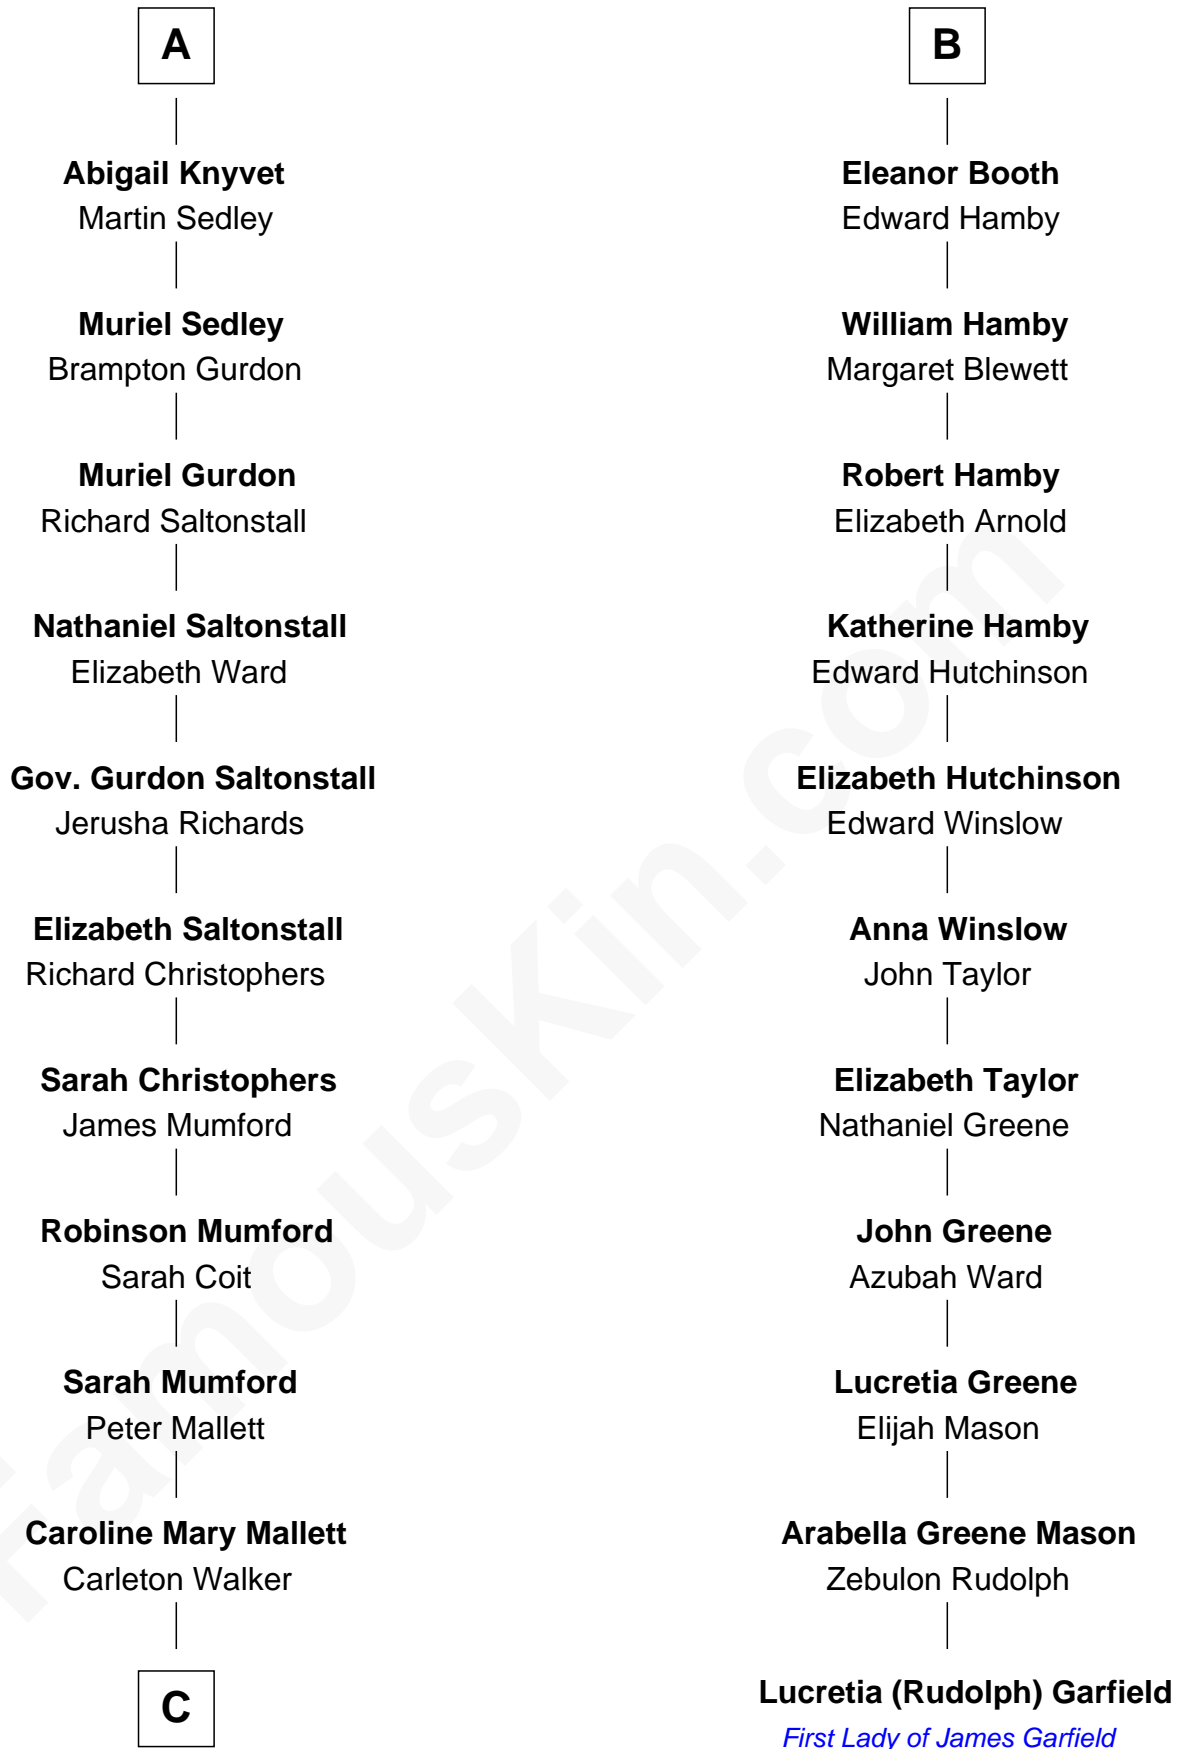 A
Abigail Knyvet
Martin Sedley
Muriel Sedley
Brampton Gurdon
Muriel Gurdon
Richard Saltonstall
Nathaniel Saltonstall
Elizabeth Ward
Gov. Gurdon Saltonstall
Jerusha Richards
Elizabeth Saltonstall
Richard Christophers
Sarah Christophers
James Mumford
Robinson Mumford
Sarah Coit
Sarah Mumford
Peter Mallett
Caroline Mary Mallett
Carleton Walker
C
B
Eleanor Booth
Edward Hamby
William Hamby
Margaret Blewett
Robert Hamby
Elizabeth Arnold
Katherine Hamby
Edward Hutchinson
Elizabeth Hutchinson
Edward Winslow
Anna Winslow
John Taylor
Elizabeth Taylor
Nathaniel Greene
John Greene
Azubah Ward
Lucretia Greene
Elijah Mason
Arabella Greene Mason
Zebulon Rudolph
Lucretia (Rudolph) Garfield
First Lady of James Garfield
FamousKin.com